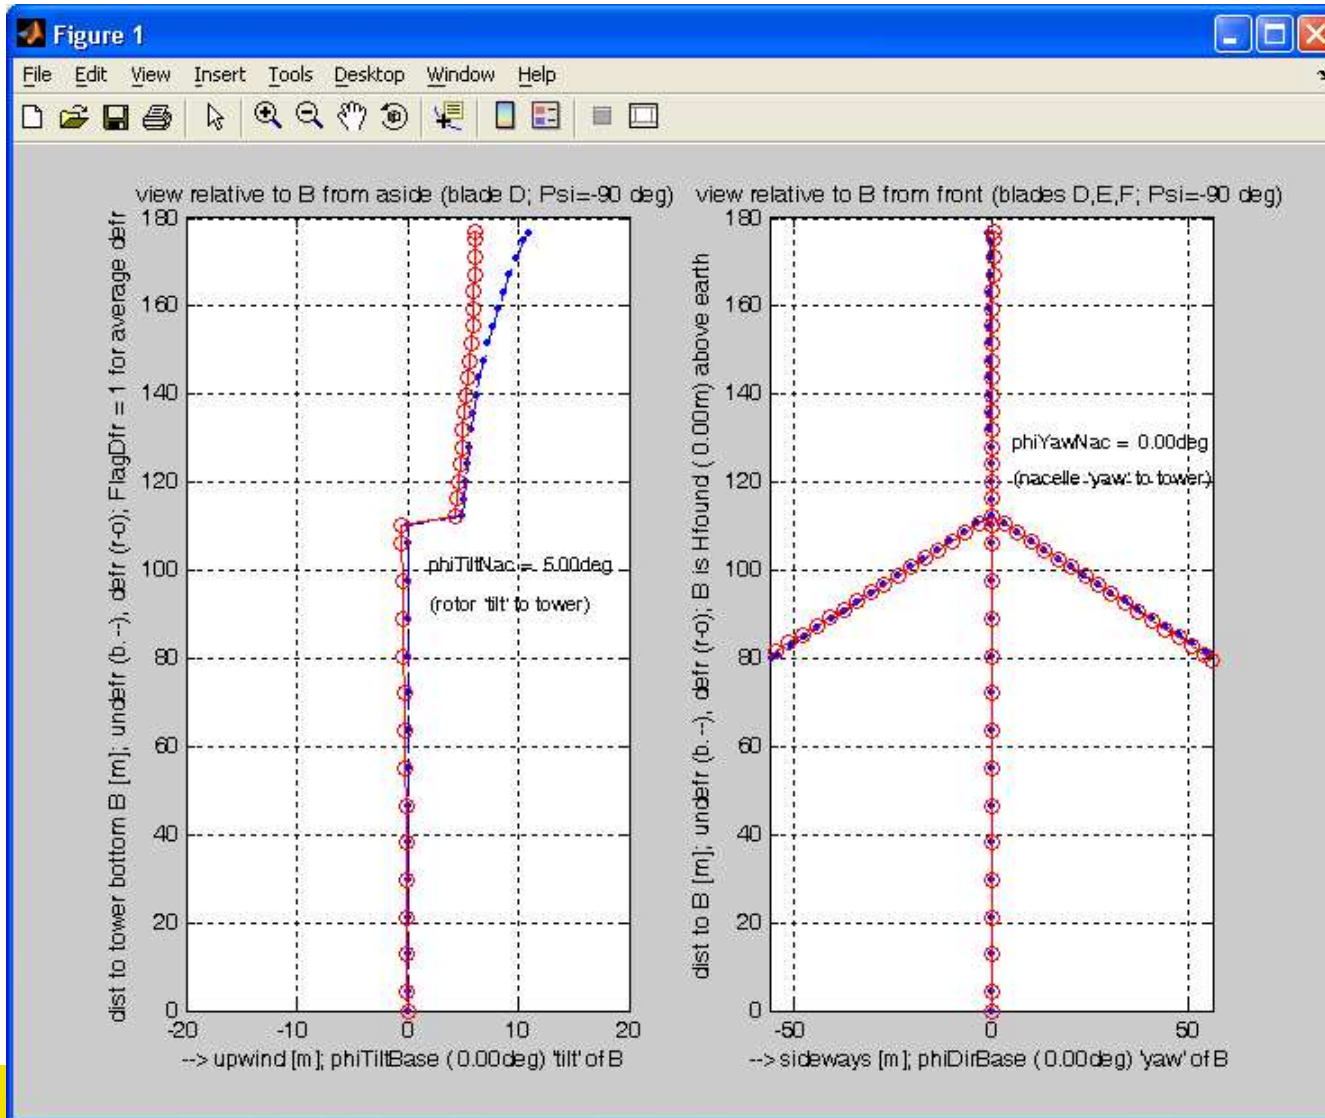 Figure 1
File Edit View Insert Tools Desktop Window Help
view relative to B from aside (blade D; Psi=-90 deg)
dist to tower bottom B [m]; undefr (b. --), defr (r-o); FlagDfr = 1 for average defr
180
160
140
120
100
80
60
40
20
0
phiTiltNac = 5.00deg
(rotor 'tilt' to tower)
-20 -10 0 10 20
--> upwind [m]; phiTiltBase ( 0.00deg) 'tilt' of B
view relative to B from front (blades D,E,F; Psi=-90 deg)
dist to B [m]; undefr (b. --), defr (r-o); B is Hfound ( 0.00m) above earth
180
160
140
120
100
80
60
40
20
0
phiYawNac = 0.00deg
(nacelle 'yaw' to tower)
-50 0 50
--> sideways [m]; phiDirBase ( 0.00deg) 'yaw' of B